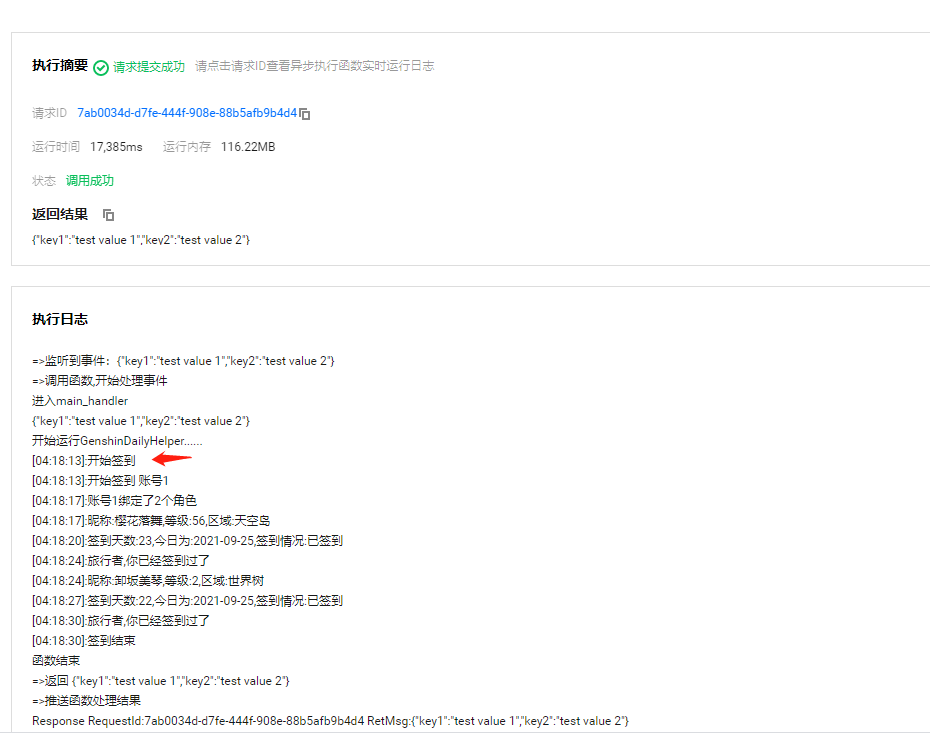 执行摘要 请求提交成功 请点击请求ID查看异步执行函数实时运行日志
请求ID 7ab0034d-d7fe-444f-908e-88b5afb9b4d4
运行时间 17,385ms 运行内存 116.22MB
状态 调用成功
返回结果
{"key1":"test value 1","key2":"test value 2"}
执行日志
=>监听到事件：{"key1":"test value 1","key2":"test value 2"}
=>调用函数,开始处理事件
进入main_handler
{"key1":"test value 1","key2":"test value 2"}
开始运行GenshinDailyHelper......
[04:18:13]:开始签到
[04:18:13]:开始签到 账号1
[04:18:17]:账号1绑定了2个角色
[04:18:17]:昵称:樱花落舞,等级:56,区域:天空岛
[04:18:20]:签到天数:23,今日为:2021-09-25,签到情况:已签到
[04:18:24]:旅行者,你已经签到过了
[04:18:24]:昵称:卸坂美琴,等级:2,区域:世界树
[04:18:27]:签到天数:22,今日为:2021-09-25,签到情况:已签到
[04:18:30]:旅行者,你已经签到过了
[04:18:30]:签到结束
函数结束
=>返回 {"key1":"test value 1","key2":"test value 2"}
=>推送函数处理结果
Response RequestId:7ab0034d-d7fe-444f-908e-88b5afb9b4d4 RetMsg:{"key1":"test value 1","key2":"test value 2"}